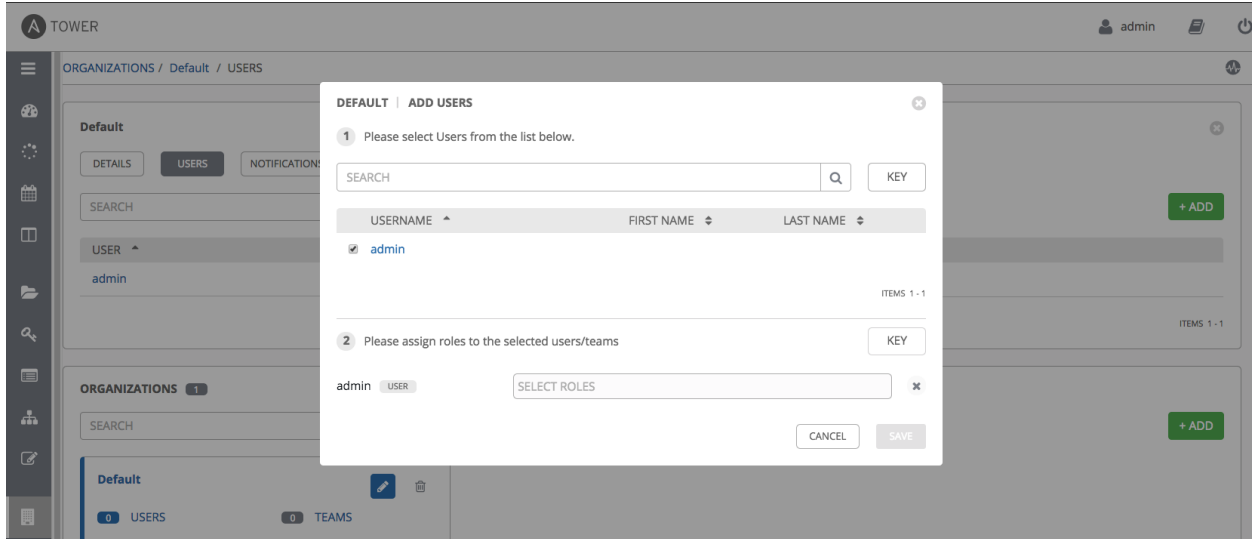 A TOWER
admin
ORGANIZATIONS / Default / USERS
Default
DETAILS
USERS
NOTIFICATIONS
SEARCH
+ ADD
USER
admin
ITEMS 1 - 1
ORGANIZATIONS 1
SEARCH
+ ADD
Default
0 USERS
0 TEAMS
DEFAULT | ADD USERS
1 Please select Users from the list below.
SEARCH
KEY
USERNAME FIRST NAME LAST NAME
admin
ITEMS 1 - 1
2 Please assign roles to the selected users/teams
KEY
admin USER SELECT ROLES
CANCEL SAVE